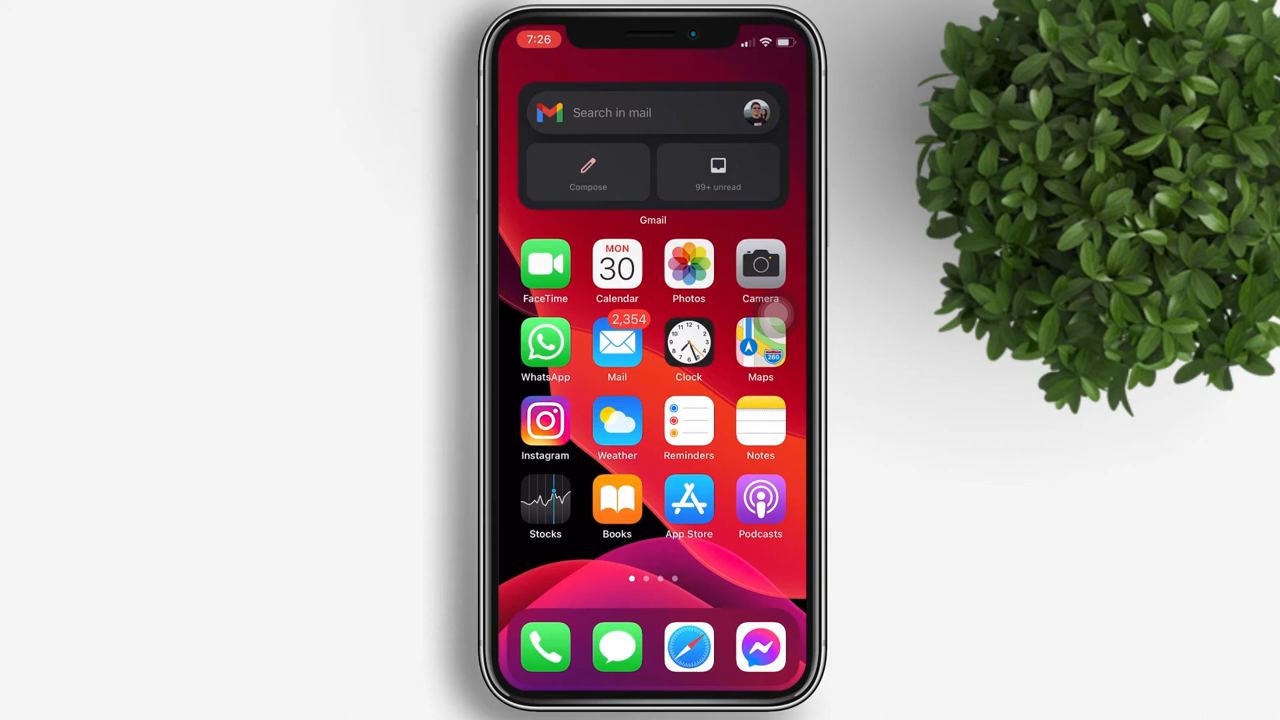 7:26
Search in mail
Compose
99+ unread
Gmail
MON
30
FaceTime
Calendar
Photos
Camera
2,354
WhatsApp
Mail
Clock
Maps
280
Instagram
Weather
Reminders
Notes
Stocks
Books
App Store
Podcasts